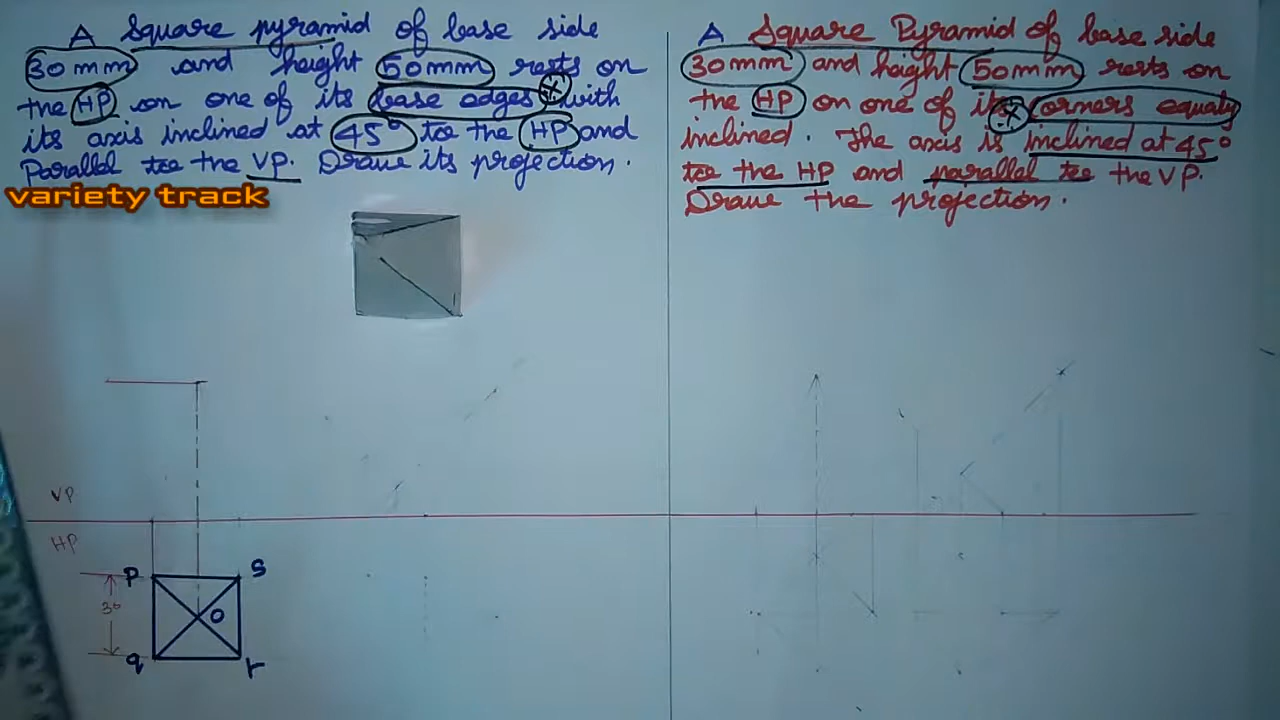 A Square pyramid of base side
30 mm and height 50mm rests on
the HP on one of its base edges with
its axis inclined at 45° to the HP and
Parallel to the VP. Draw its projection.
variety track
A Square Pyramid of base side
30mm and height 50mm rests on
the HP on one of its corners equaly
inclined. The axis is inclined at 45°
to the HP and parallel to the VP.
Draw the projection.
VP
HP
P S
30
O
q r